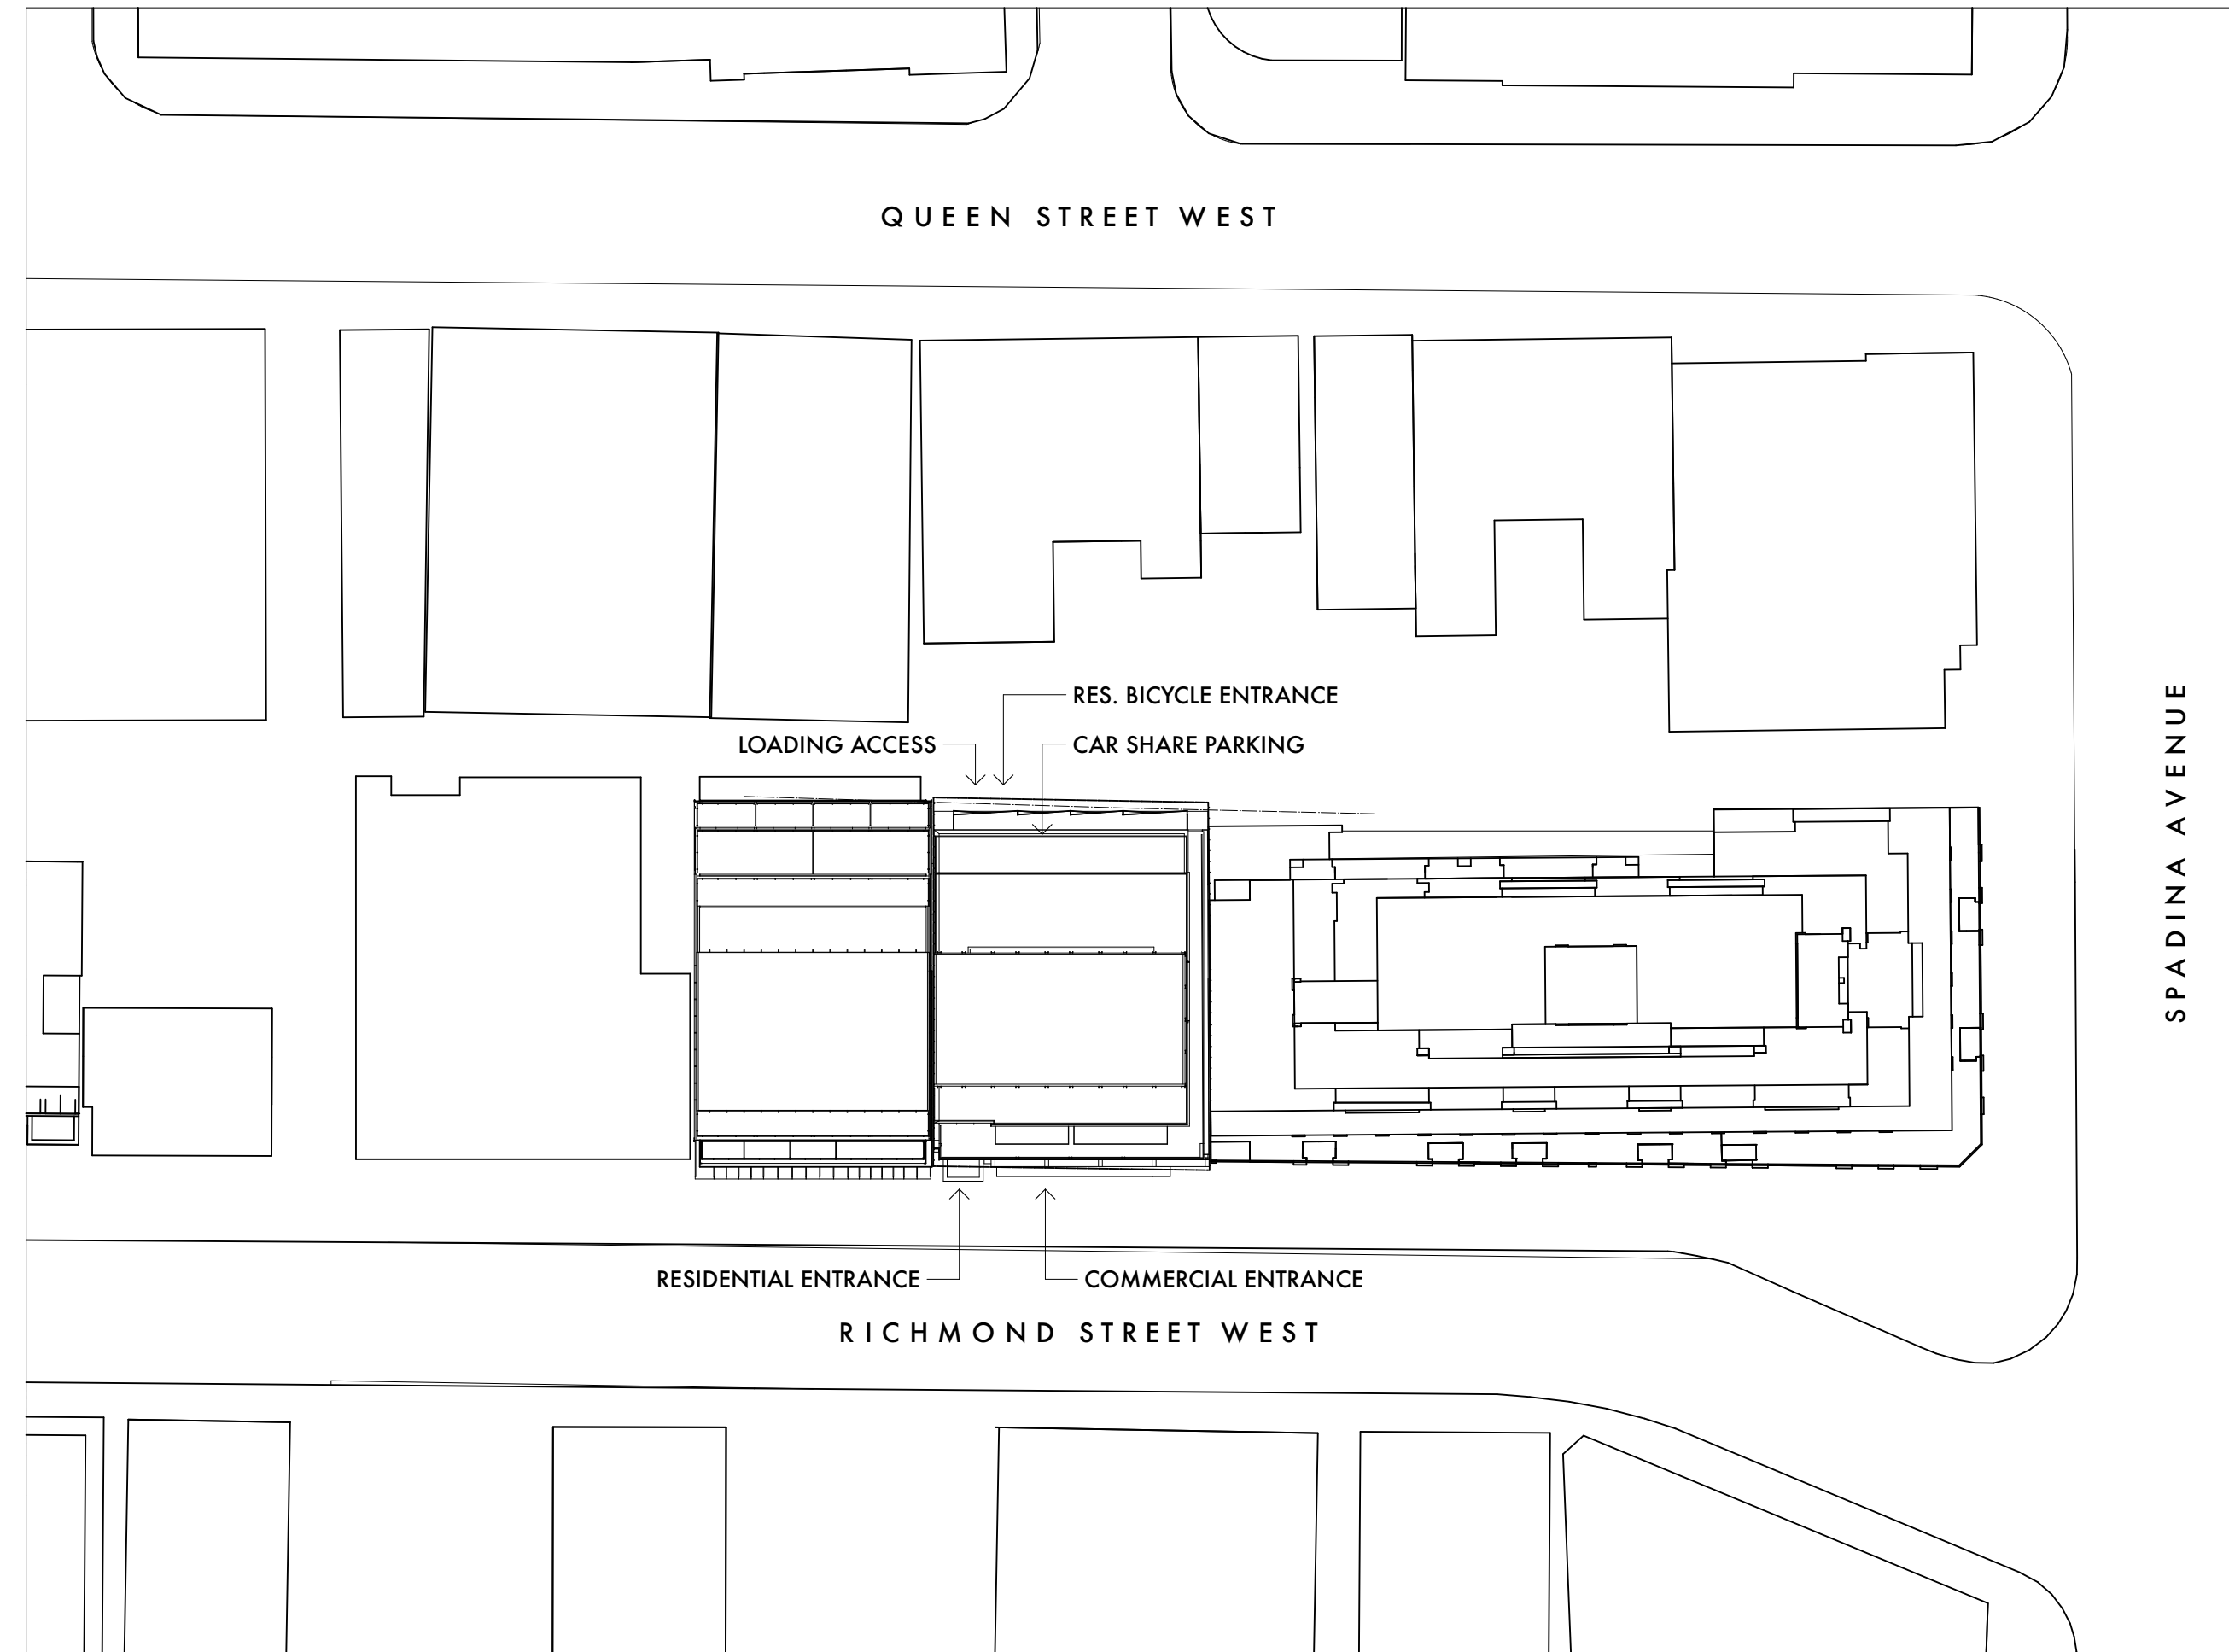 QUEEN STREET WEST
RES. BICYCLE ENTRANCE
LOADING ACCESS
CAR SHARE PARKING
SPADINA AVENUE
RESIDENTIAL ENTRANCE
COMMERCIAL ENTRANCE
RICHMOND STREET WEST